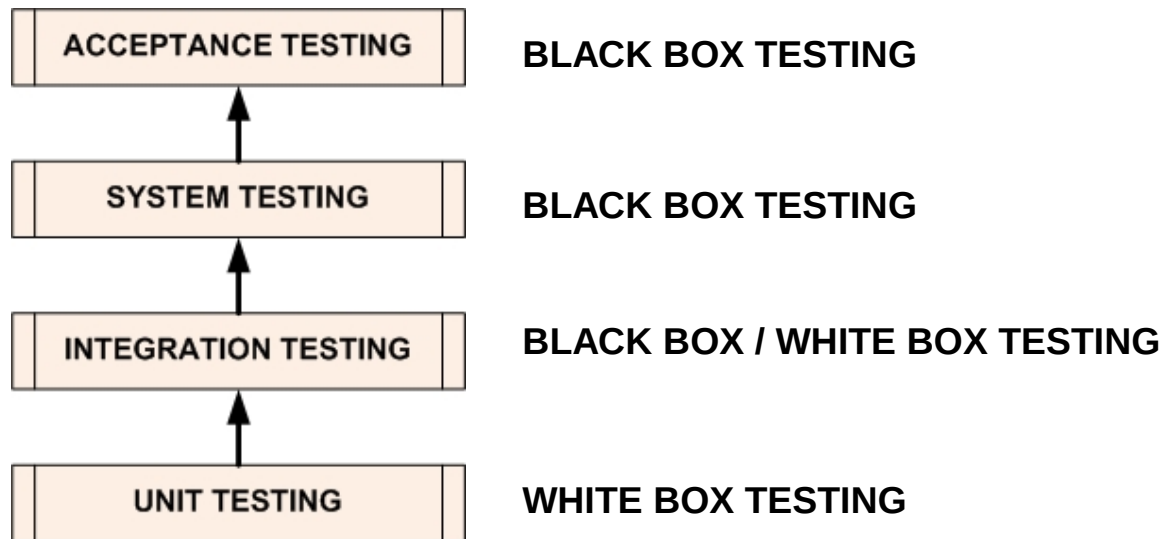 ACCEPTANCE TESTING
BLACK BOX TESTING
SYSTEM TESTING
BLACK BOX TESTING
INTEGRATION TESTING
BLACK BOX / WHITE BOX TESTING
UNIT TESTING
WHITE BOX TESTING